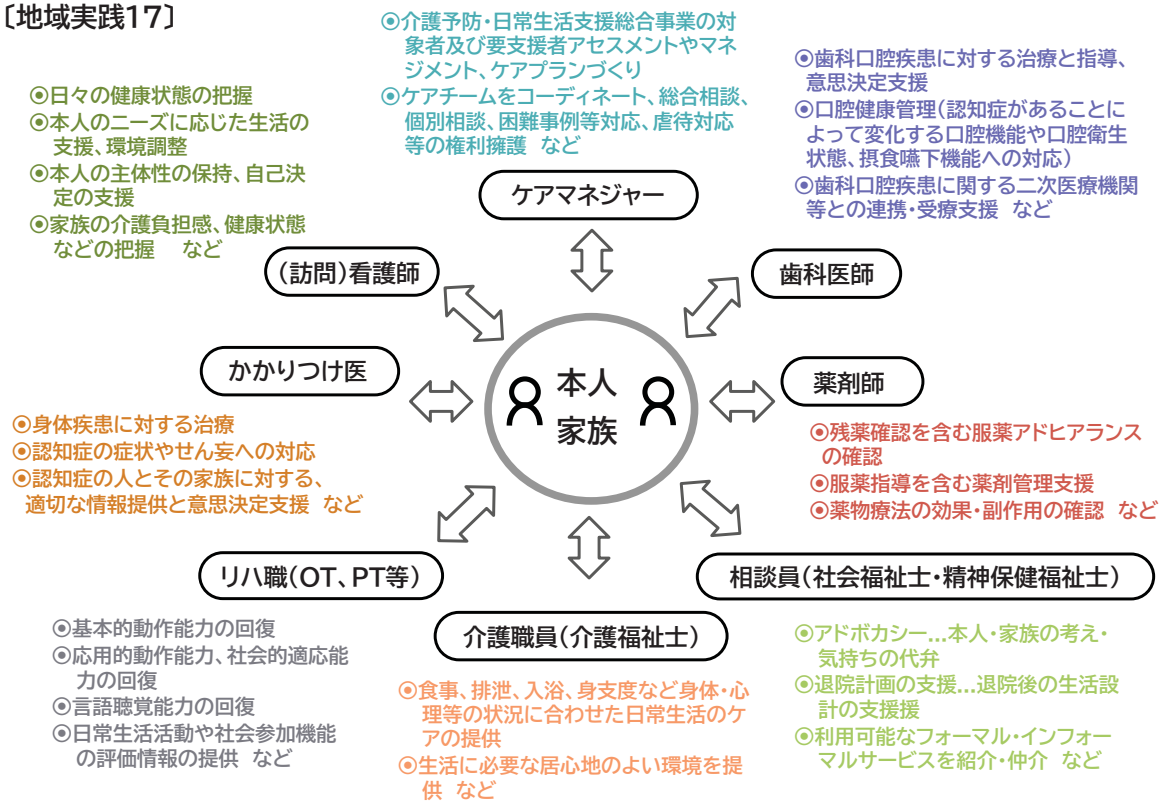 〔地域実践17〕
◉介護予防・日常生活支援総合事業の対
象者及び要支援者アセスメントやマネ
ジメント、ケアプランづくり
◉ケアチームをコーディネート、総合相談、
個別相談、困難事例等対応、虐待対応
等の権利擁護 など
ケアマネジャー
◉日々の健康状態の把握
◉本人のニーズに応じた生活の
支援、環境調整
◉本人の主体性の保持、自己決
定の支援
◉家族の介護負担感、健康状態
などの把握 など
(訪問)看護師
◉歯科口腔疾患に対する治療と指導、
意思決定支援
◉口腔健康管理(認知症があることに
よって変化する口腔機能や口腔衛生
状態、摂食嚥下機能への対応)
◉歯科口腔疾患に関する二次医療機関
等との連携・受療支援 など
歯科医師
かかりつけ医
◉身体疾患に対する治療
◉認知症の症状やせん妄への対応
◉認知症の人とその家族に対する、
適切な情報提供と意思決定支援 など
本人
家族
薬剤師
◉残薬確認を含む服薬アドヒアランス
の確認
◉服薬指導を含む薬剤管理支援
◉薬物療法の効果・副作用の確認 など
リハ職(OT、PT等)
◉基本的動作能力の回復
◉応用的動作能力、社会的適応能
力の回復
◉言語聴覚能力の回復
◉日常生活活動や社会参加機能
の評価情報の提供 など
介護職員(介護福祉士)
◉食事、排泄、入浴、身支度など身体・心
理等の状況に合わせた日常生活のケ
アの提供
◉生活に必要な居心地のよい環境を提
供 など
相談員(社会福祉士・精神保健福祉士)
◉アドボカシー…本人・家族の考え・
気持ちの代弁
◉退院計画の支援…退院後の生活設
計の支援援
◉利用可能なフォーマル・インフォー
マルサービスを紹介・仲介 など